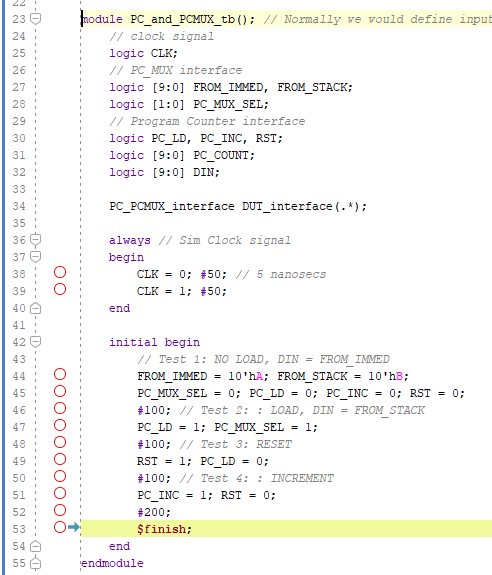 22
23 module PC_and_PCMUX_tb(); // Normally we would define input
24 // clock signal
25 logic CLK;
26 // PC_MUX interface
27 logic [9:0] FROM_IMMED, FROM_STACK;
28 logic [1:0] PC_MUX_SEL;
29 // Program Counter interface
30 logic PC_LD, PC_INC, RST;
31 logic [9:0] PC_COUNT;
32 logic [9:0] DIN;
33
34 PC_PCMUX_interface DUT_interface(.*);
35
36 always // Sim Clock signal
37 begin
38 CLK = 0; #50; // 5 nanosecs
39 CLK = 1; #50;
40 end
41
42 initial begin
43 // Test 1: NO LOAD, DIN = FROM_IMMED
44 FROM_IMMED = 10'hA; FROM_STACK = 10'hB;
45 PC_MUX_SEL = 0; PC_LD = 0; PC_INC = 0; RST = 0;
46 #100; // Test 2: : LOAD, DIN = FROM_STACK
47 PC_LD = 1; PC_MUX_SEL = 1;
48 #100; // Test 3: RESET
49 RST = 1; PC_LD = 0;
50 #100; // Test 4: : INCREMENT
51 PC_INC = 1; RST = 0;
52 #200;
53 $finish;
54 end
55 endmodule